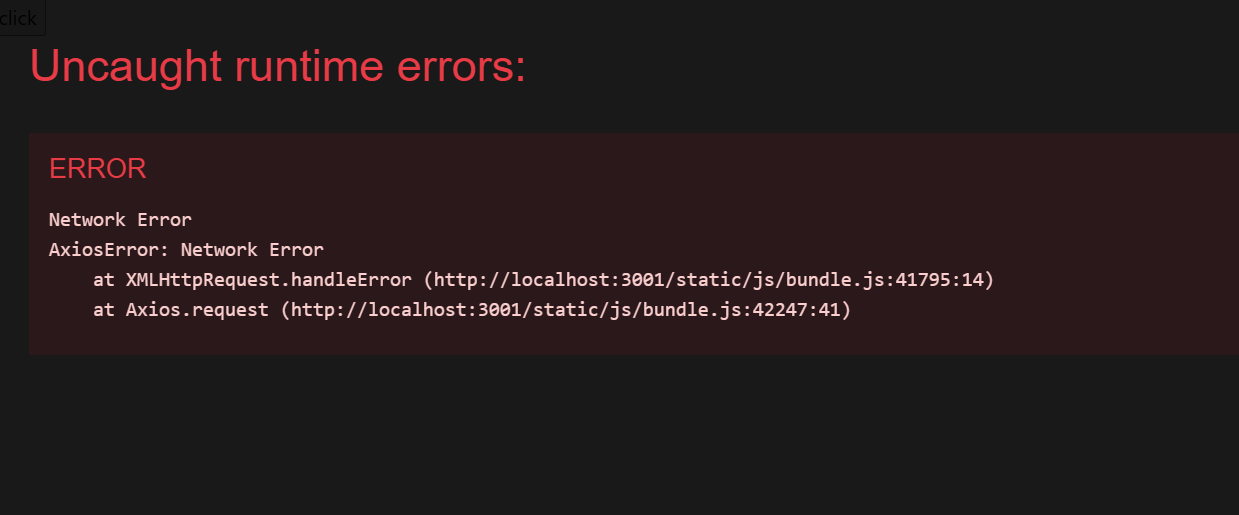 click
Uncaught runtime errors:
ERROR
Network Error
AxiosError: Network Error
at XMLHttpRequest.handleError (http://localhost:3001/static/js/bundle.js:41795:14)
at Axios.request (http://localhost:3001/static/js/bundle.js:42247:41)